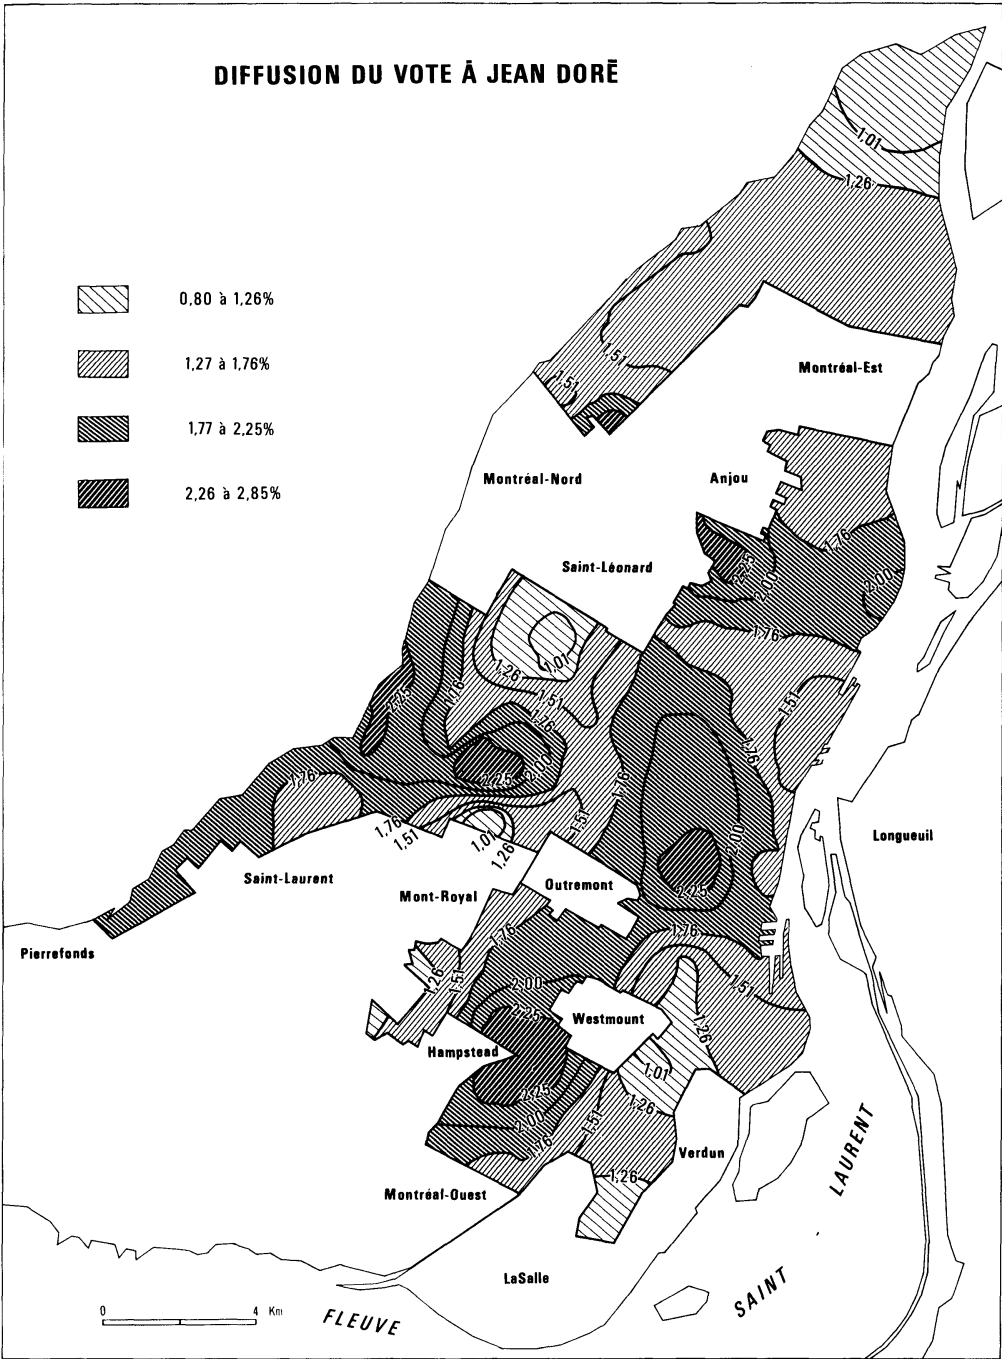 DIFFUSION DU VOTE À JEAN DORĒ
1,01
1,26
0,80 à 1,26%
1,27 à 1,76%
1,51
Montréal-Est
1,51
1,77 à 2,25%
Montréal-Nord
Anjou
2,26 à 2,85%
1,76
Saint-Léonard
2,25
2,00
2,00
1,76
1,01
1,26
1,76
2,25
1,51
1,51
1,76
2,00
1,76
2,25
1,76
1,76
1,76
1,51
1,01
1,51
1,26
2,00
Longueuil
Saint-Laurent
Mont-Royal
Outremont
2,25
1,76
1,76
Pierrefonds
1,26
1,51
2,00
1,51
2,25
Westmount
1,26
Hampstead
1,01
2,25
1,26
2,00
1,51
1,76
Verdun
1,26
Montréal-Ouest
LaSalle
0 4 Km
FLEUVE SAINT LAURENT